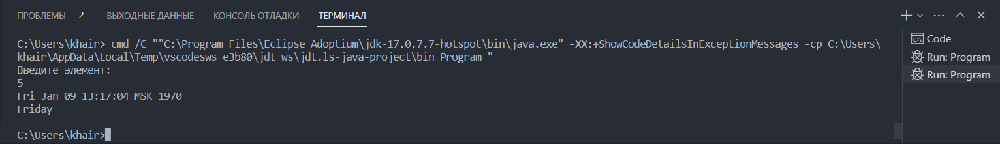 ПРОБЛЕМЫ 2 ВЫХОДНЫЕ ДАННЫЕ КОНСОЛЬ ОТЛАДКИ ТЕРМИНАЛ
C:\Users\khair> cmd /C ""C:\Program Files\Eclipse Adoptium\jdk-17.0.7.7-hotspot\bin\java.exe" -XX:+ShowCodeDetailsInExceptionMessages -cp C:\Users\
khair\AppData\Local\Temp\vscodesws_e3b80\jdt_ws\jdt.ls-java-project\bin Program "
Введите элемент:
5
Fri Jan 09 13:17:04 MSK 1970
Friday
C:\Users\khair>
Code
Run: Program
Run: Program